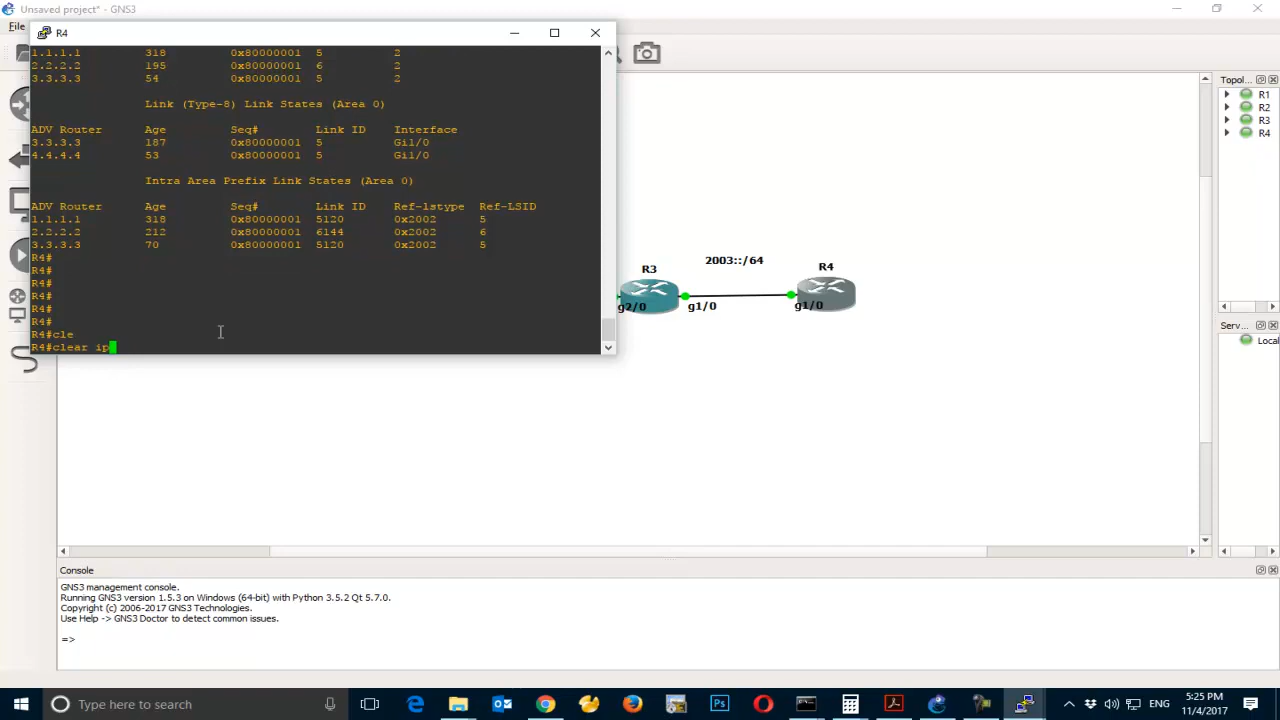 Unsaved project* - GNS3
File
R4
1.1.1.1 318 0x80000001 5 2
2.2.2.2 195 0x80000001 6 2
3.3.3.3 54 0x80000001 5 2
Link (Type-8) Link States (Area 0)
ADV Router Age Seq# Link ID Interface
3.3.3.3 187 0x80000001 5 Gi1/0
4.4.4.4 53 0x80000001 5 Gi1/0
Intra Area Prefix Link States (Area 0)
ADV Router Age Seq# Link ID Ref-lstype Ref-LSID
1.1.1.1 318 0x80000001 5120 0x2002 5
2.2.2.2 212 0x80000001 6144 0x2002 6
3.3.3.3 70 0x80000001 5120 0x2002 5
R4#
R4#
R4#
R4#
R4#
R4#
R4#cle
R4#clear ip
R3
2003::/64
R4
g2/0
g1/0
g1/0
Topol...
R1
R2
R3
R4
Serv...
Local
Console
GNS3 management console.
Running GNS3 version 1.5.3 on Windows (64-bit) with Python 3.5.2 Qt 5.7.0.
Copyright (c) 2006-2017 GNS3 Technologies.
Use Help -> GNS3 Doctor to detect common issues.
=>
Type here to search
Ps
ENG
5:25 PM
11/4/2017